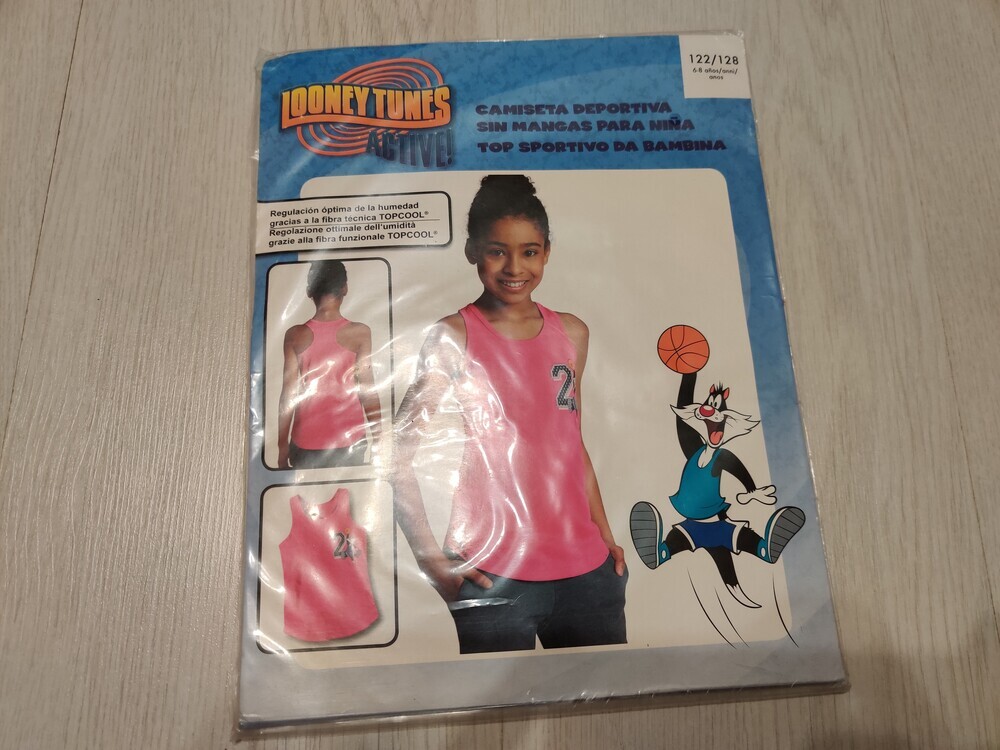 LOONEY TUNES
ACTIVE!
122/128
6-8 años/anni/
anos
CAMISETA DEPORTIVA
SIN MANGAS PARA NIÑA
TOP SPORTIVO DA BAMBINA
Regulación óptima de la humedad
gracias a la fibra técnica TOPCOOL®
Regolazione ottimale dell'umidità
grazie alla fibra funzionale TOPCOOL®